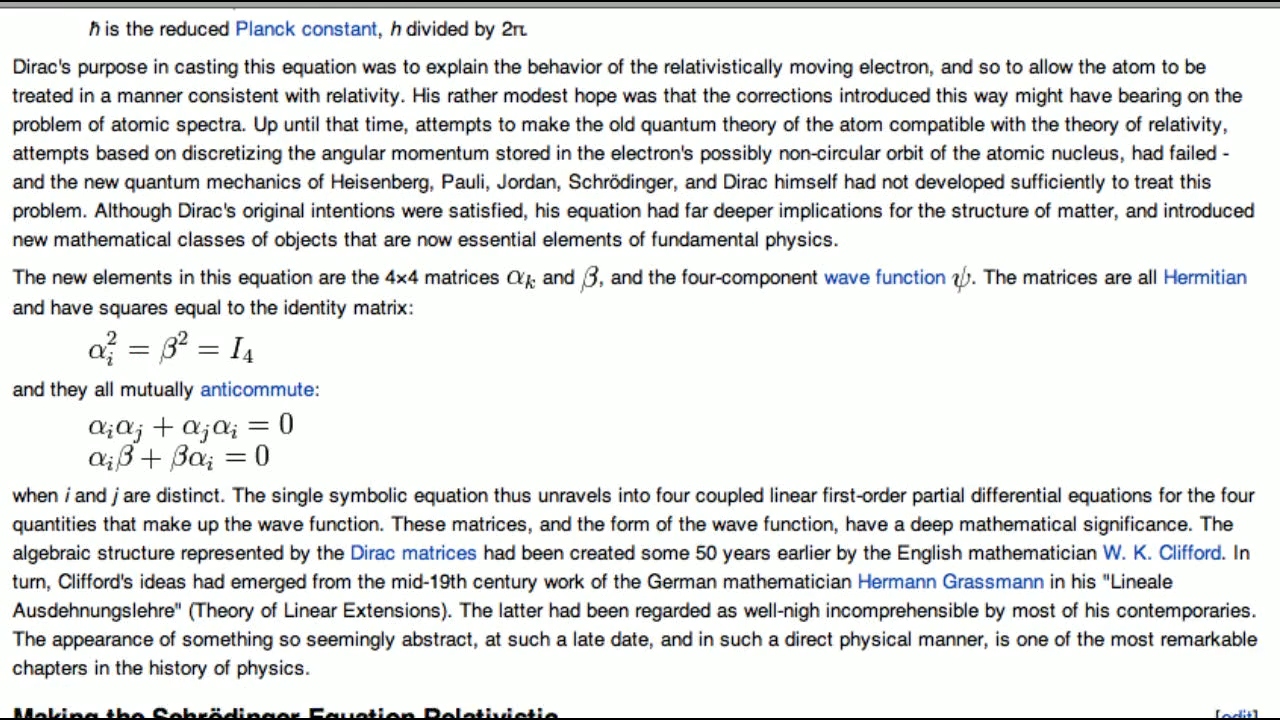 ℏ is the reduced Planck constant, h divided by 2π.
Dirac's purpose in casting this equation was to explain the behavior of the relativistically moving electron, and so to allow the atom to be
treated in a manner consistent with relativity. His rather modest hope was that the corrections introduced this way might have bearing on the
problem of atomic spectra. Up until that time, attempts to make the old quantum theory of the atom compatible with the theory of relativity,
attempts based on discretizing the angular momentum stored in the electron's possibly non-circular orbit of the atomic nucleus, had failed -
and the new quantum mechanics of Heisenberg, Pauli, Jordan, Schrödinger, and Dirac himself had not developed sufficiently to treat this
problem. Although Dirac's original intentions were satisfied, his equation had far deeper implications for the structure of matter, and introduced
new mathematical classes of objects that are now essential elements of fundamental physics.
The new elements in this equation are the 4×4 matrices αₖ and β, and the four-component wave function ψ. The matrices are all Hermitian
and have squares equal to the identity matrix:
αᵢ² = β² = I₄
and they all mutually anticommute:
αᵢαⱼ + αⱼαᵢ = 0
αᵢβ + βαᵢ = 0
when i and j are distinct. The single symbolic equation thus unravels into four coupled linear first-order partial differential equations for the four
quantities that make up the wave function. These matrices, and the form of the wave function, have a deep mathematical significance. The
algebraic structure represented by the Dirac matrices had been created some 50 years earlier by the English mathematician W. K. Clifford. In
turn, Clifford's ideas had emerged from the mid-19th century work of the German mathematician Hermann Grassmann in his "Lineale
Ausdehnungslehre" (Theory of Linear Extensions). The latter had been regarded as well-nigh incomprehensible by most of his contemporaries.
The appearance of something so seemingly abstract, at such a late date, and in such a direct physical manner, is one of the most remarkable
chapters in the history of physics.
Making the Schrödinger Equation Relativistic [edit]